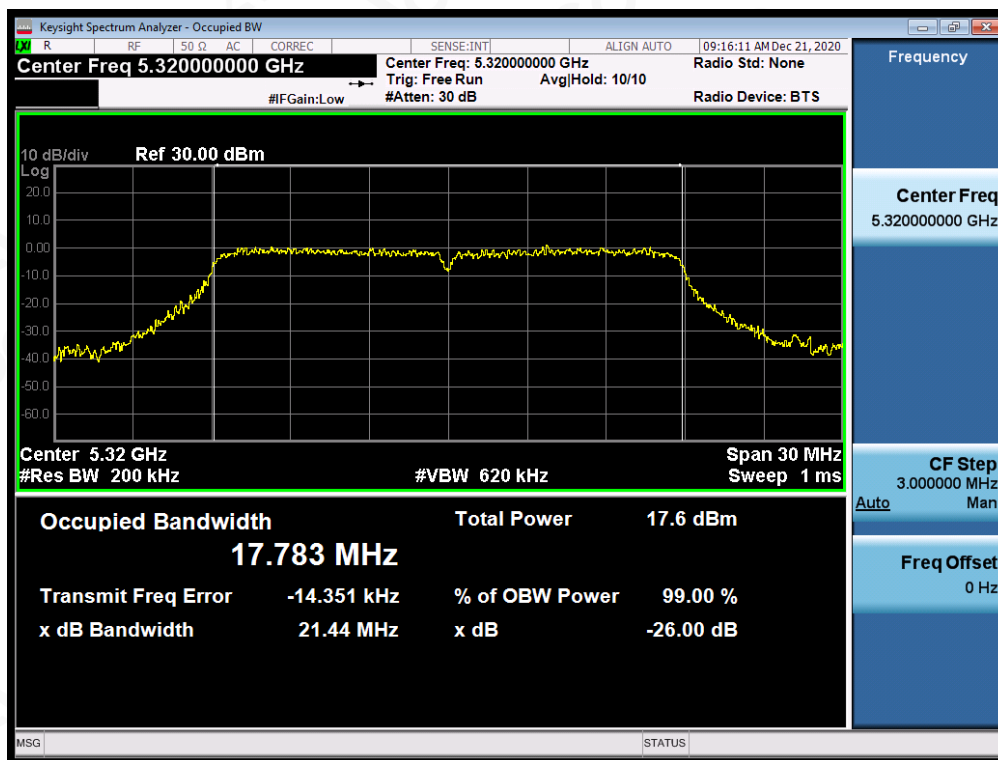 Keysight Spectrum Analyzer - Occupied BW
LXI R RF 50 Ω AC CORREC SENSE:INT ALIGN AUTO 09:16:11 AM Dec 21, 2020
Center Freq 5.320000000 GHz
Center Freq: 5.320000000 GHz
Radio Std: None
Trig: Free Run Avg|Hold: 10/10
#IFGain:Low
#Atten: 30 dB
Radio Device: BTS
10 dB/div Ref 30.00 dBm
Log
20.0
10.0
0.00
-10.0
-20.0
-30.0
-40.0
-50.0
-60.0
Center 5.32 GHz Span 30 MHz
#Res BW 200 kHz #VBW 620 kHz Sweep 1 ms
Occupied Bandwidth Total Power 17.6 dBm
17.783 MHz
Transmit Freq Error -14.351 kHz % of OBW Power 99.00 %
x dB Bandwidth 21.44 MHz x dB -26.00 dB
MSG STATUS
Frequency
Center Freq
5.320000000 GHz
CF Step
3.000000 MHz
Auto Man
Freq Offset
0 Hz